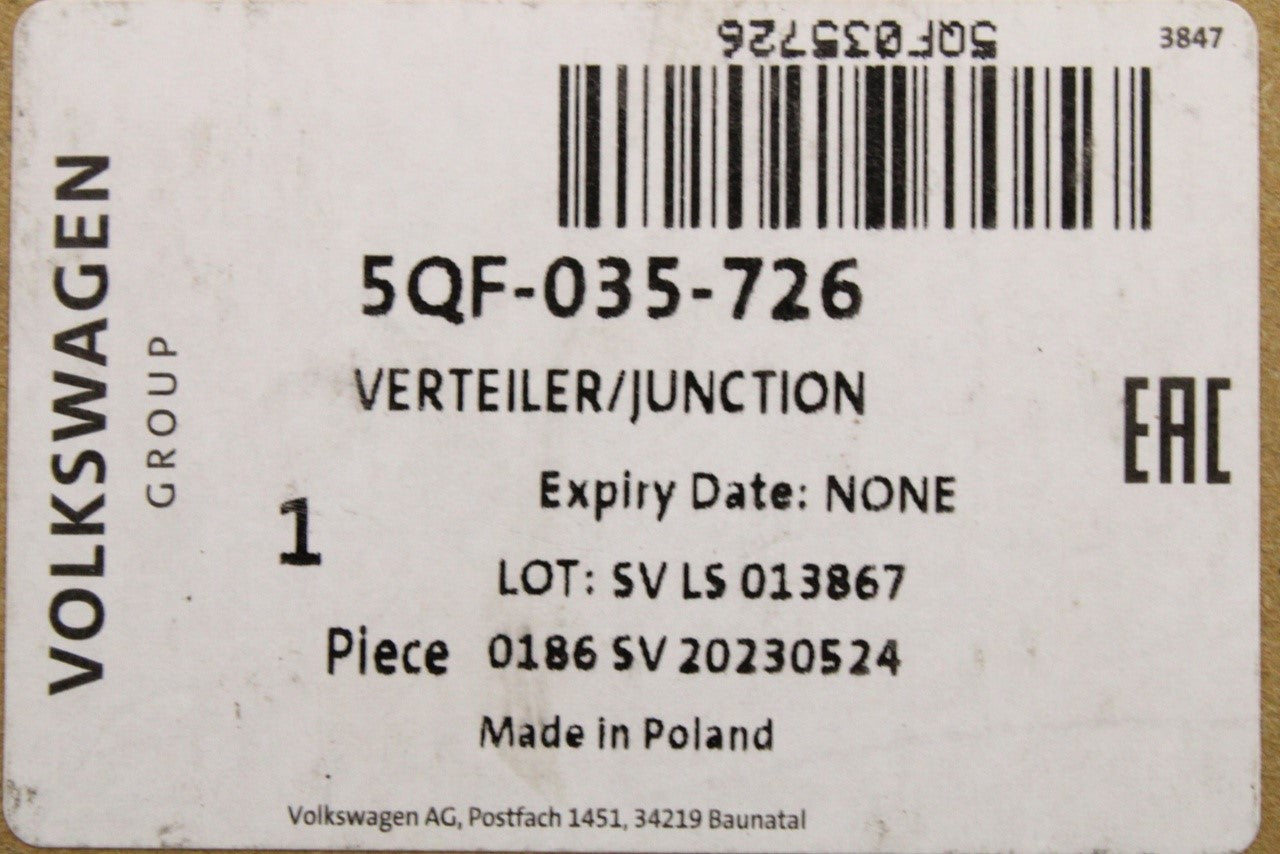 5QF035726
3847
VOLKSWAGEN
GROUP
5QF-035-726
VERTEILER/JUNCTION
EAC
Expiry Date: NONE
1
LOT: SV LS 013867
Piece 0186 SV 20230524
Made in Poland
Volkswagen AG, Postfach 1451, 34219 Baunatal